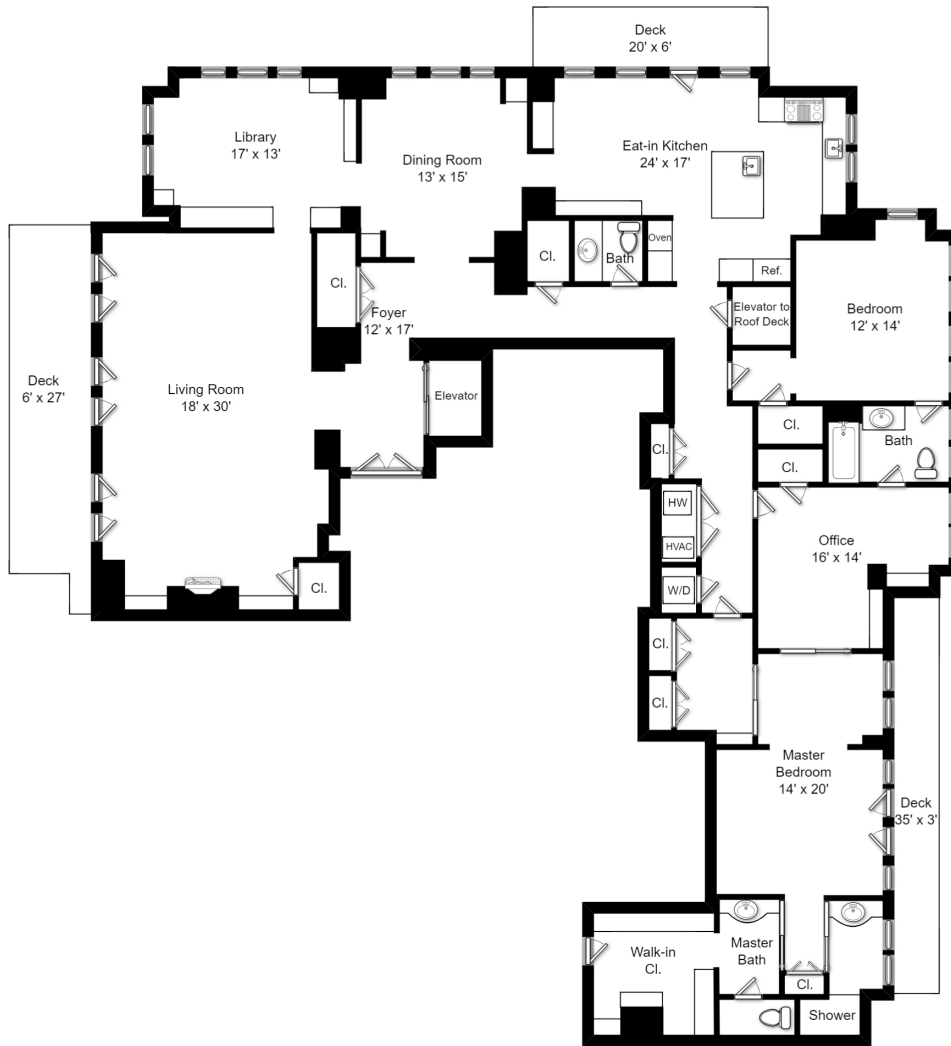 Deck
20' x 6'
Library
17' x 13'
Dining Room
13' x 15'
Eat-in Kitchen
24' x 17'
Cl.
Bath
Oven
Ref.
Cl.
Foyer
12' x 17'
Elevator to
Roof Deck
Bedroom
12' x 14'
Deck
6' x 27'
Living Room
18' x 30'
Elevator
Cl.
Cl.
Bath
Cl.
HW
HVAC
Office
16' x 14'
W/D
Cl.
Cl.
Cl.
Master
Bedroom
14' x 20'
Deck
35' x 3'
Walk-in
Cl.
Master
Bath
Cl.
Shower